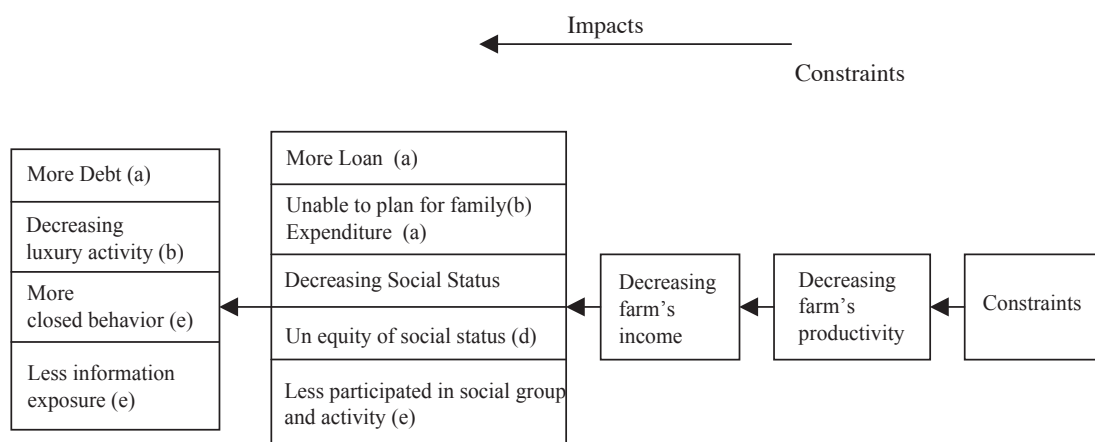 Impacts
Constraints
More Debt (a)
Decreasing
luxury activity (b)
More
closed behavior (e)
Less information
exposure (e)
More Loan (a)
Unable to plan for family(b)
Expenditure (a)
Decreasing Social Status
Un equity of social status (d)
Less participated in social group
and activity (e)
Decreasing
farm's
income
Decreasing
farm's
productivity
Constraints